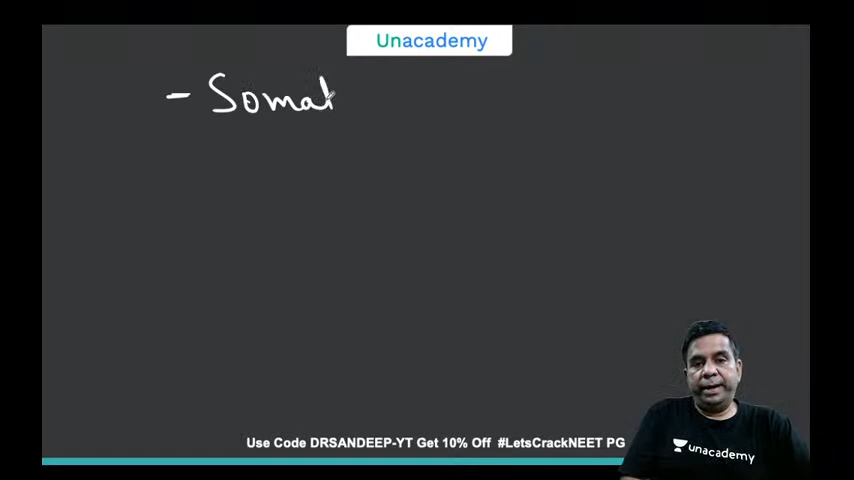 Unacademy
- Somat
Use Code DRSANDEEP-YT Get 10% Off #LetsCrackNEET PG
unacademy